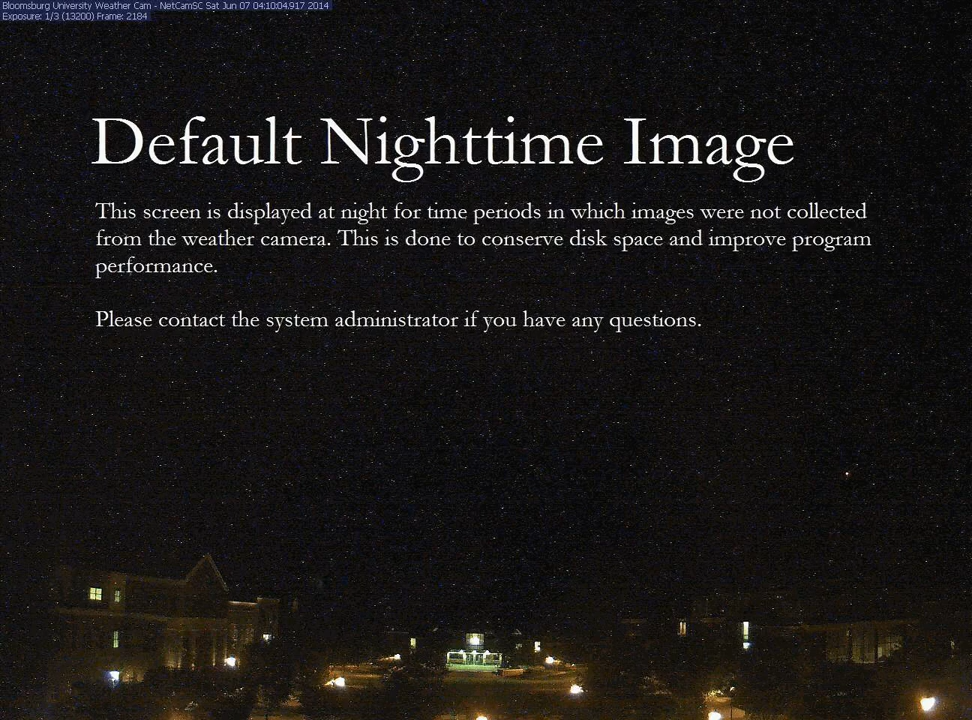 Bloomsburg University Weather Cam - NetCamSC Sat Jun 07 04:10:04.917 2014
Exposure: 1/3 (13200) Frame: 2184
Default Nighttime Image
This screen is displayed at night for time periods in which images were not collected
from the weather camera. This is done to conserve disk space and improve program
performance.
Please contact the system administrator if you have any questions.